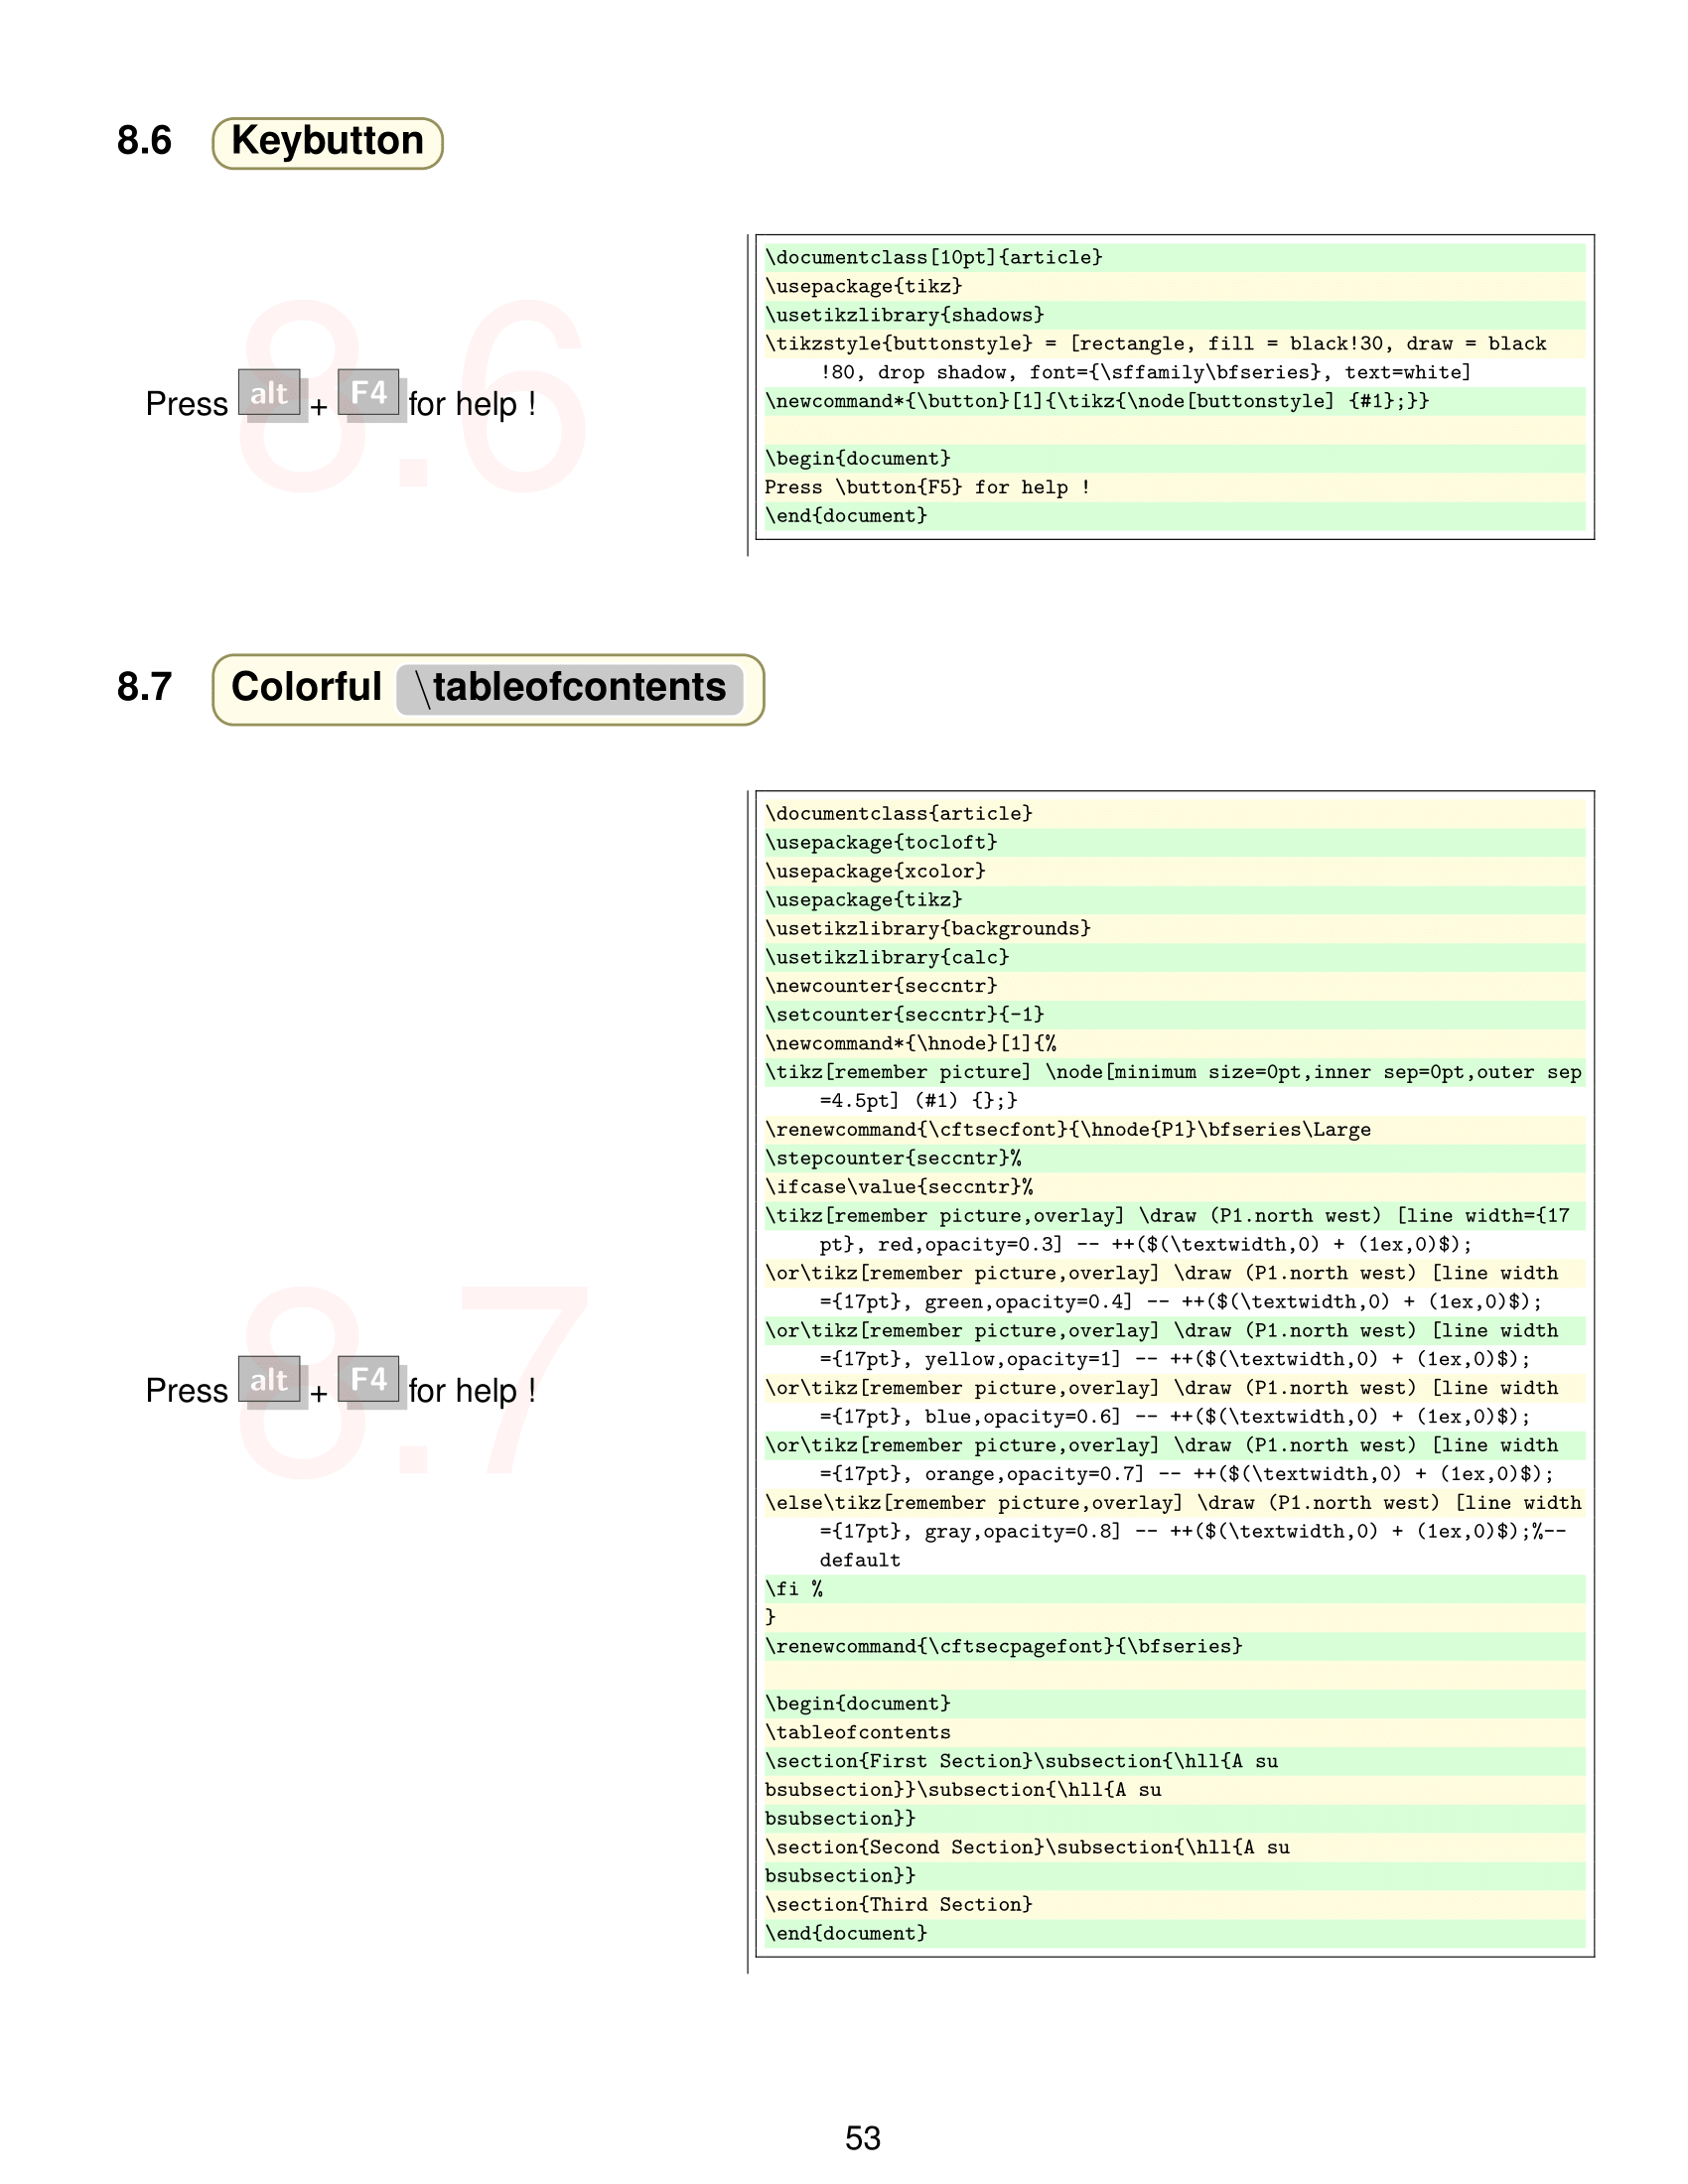 8.6 Keybutton
8.6
Press alt + F4 for help !
\documentclass[10pt]{article}
\usepackage{tikz}
\usetikzlibrary{shadows}
\tikzstyle{buttonstyle} = [rectangle, fill = black!30, draw = black
!80, drop shadow, font={\sffamily\bfseries}, text=white]
\newcommand*{\button}[1]{\tikz{\node[buttonstyle] {#1};}}
\begin{document}
Press \button{F5} for help !
\end{document}
8.7 Colorful \tableofcontents
8.7
Press alt + F4 for help !
\documentclass{article}
\usepackage{tocloft}
\usepackage{xcolor}
\usepackage{tikz}
\usetikzlibrary{backgrounds}
\usetikzlibrary{calc}
\newcounter{seccntr}
\setcounter{seccntr}{-1}
\newcommand*{\hnode}[1]{%
\tikz[remember picture] \node[minimum size=0pt,inner sep=0pt,outer sep
=4.5pt] (#1) {};}
\renewcommand{\cftsecfont}{\hnode{P1}\bfseries\Large
\stepcounter{seccntr}%
\ifcase\value{seccntr}%
\tikz[remember picture,overlay] \draw (P1.north west) [line width={17
pt}, red,opacity=0.3] -- ++($(\textwidth,0) + (1ex,0)$);
\or\tikz[remember picture,overlay] \draw (P1.north west) [line width
={17pt}, green,opacity=0.4] -- ++($(\textwidth,0) + (1ex,0)$);
\or\tikz[remember picture,overlay] \draw (P1.north west) [line width
={17pt}, yellow,opacity=1] -- ++($(\textwidth,0) + (1ex,0)$);
\or\tikz[remember picture,overlay] \draw (P1.north west) [line width
={17pt}, blue,opacity=0.6] -- ++($(\textwidth,0) + (1ex,0)$);
\or\tikz[remember picture,overlay] \draw (P1.north west) [line width
={17pt}, orange,opacity=0.7] -- ++($(\textwidth,0) + (1ex,0)$);
\else\tikz[remember picture,overlay] \draw (P1.north west) [line width
={17pt}, gray,opacity=0.8] -- ++($(\textwidth,0) + (1ex,0)$);%--
default
\fi %
}
\renewcommand{\cftsecpagefont}{\bfseries}
\begin{document}
\tableofcontents
\section{First Section}\subsection{\hll{A su
bsubsection}}\subsection{\hll{A su
bsubsection}}
\section{Second Section}\subsection{\hll{A su
bsubsection}}
\section{Third Section}
\end{document}
53